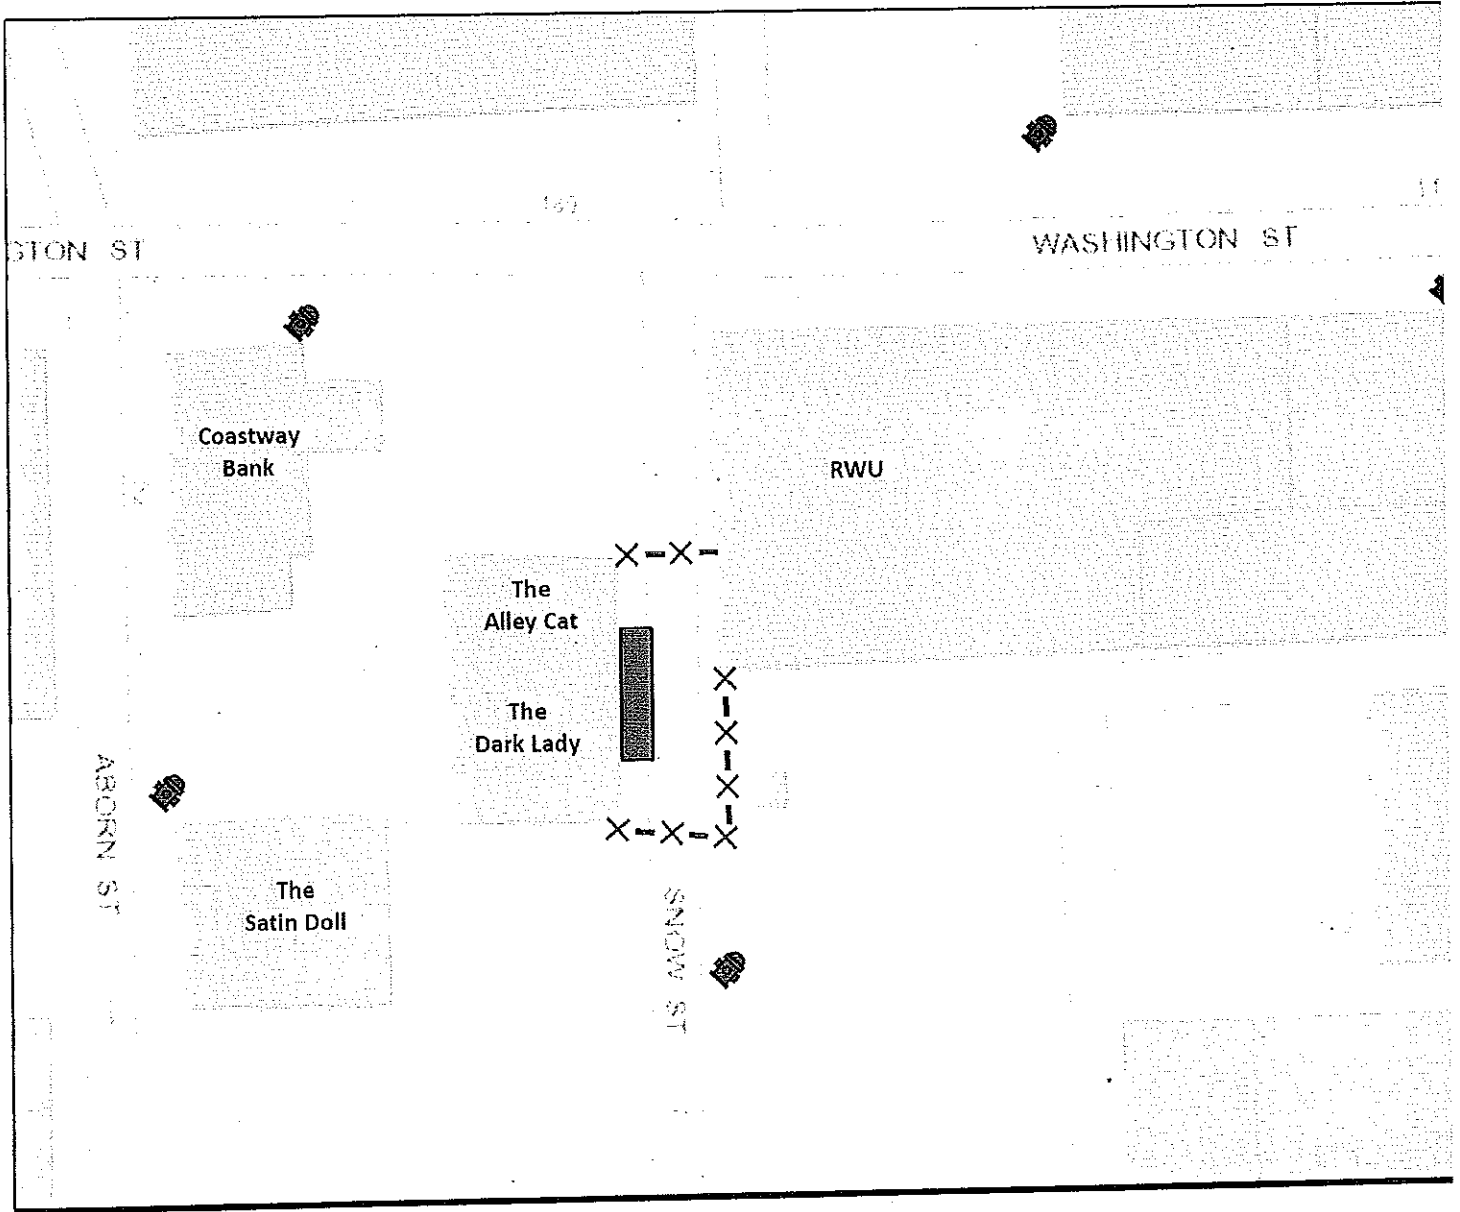 160
STON ST
WASHINGTON ST
Coastway
Bank
RWU
The
Alley Cat
The
Dark Lady
ABORN ST
The
Satin Doll
SNOW ST